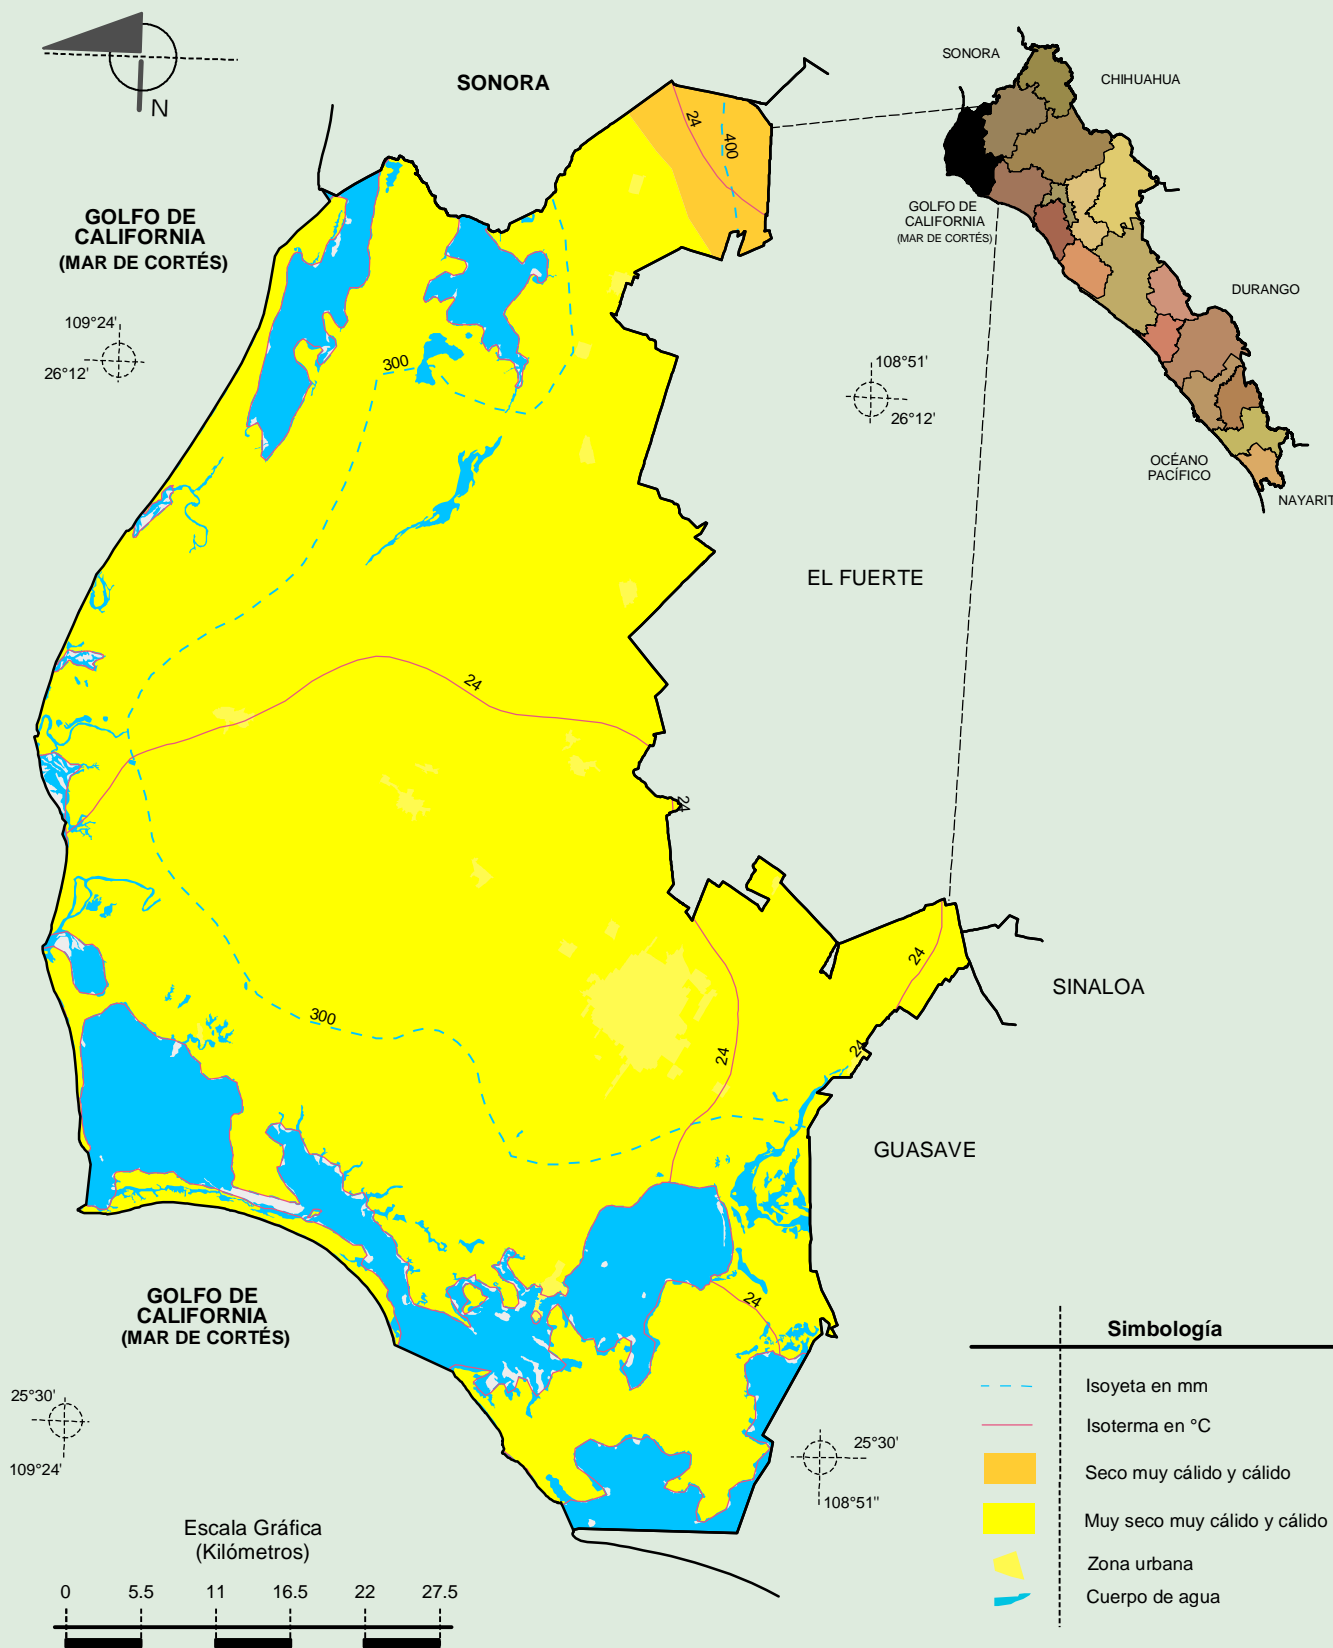 N
SONORA
GOLFO DE
CALIFORNIA
(MAR DE CORTÉS)
109°24'
26°12'
24
400
300
SONORA
CHIHUAHUA
GOLFO DE
CALIFORNIA
(MAR DE CORTÉS)
DURANGO
108°51'
26°12'
OCÉANO
PACÍFICO
NAYARIT
EL FUERTE
24
24
24
SINALOA
300
24
24
GUASAVE
GOLFO DE
CALIFORNIA
(MAR DE CORTÉS)
24
25°30'
109°24'
25°30'
108°51"
Simbología
Isoyeta en mm
Isoterma en °C
Seco muy cálido y cálido
Muy seco muy cálido y cálido
Zona urbana
Cuerpo de agua
Escala Gráfica
(Kilómetros)
0 5.5 11 16.5 22 27.5